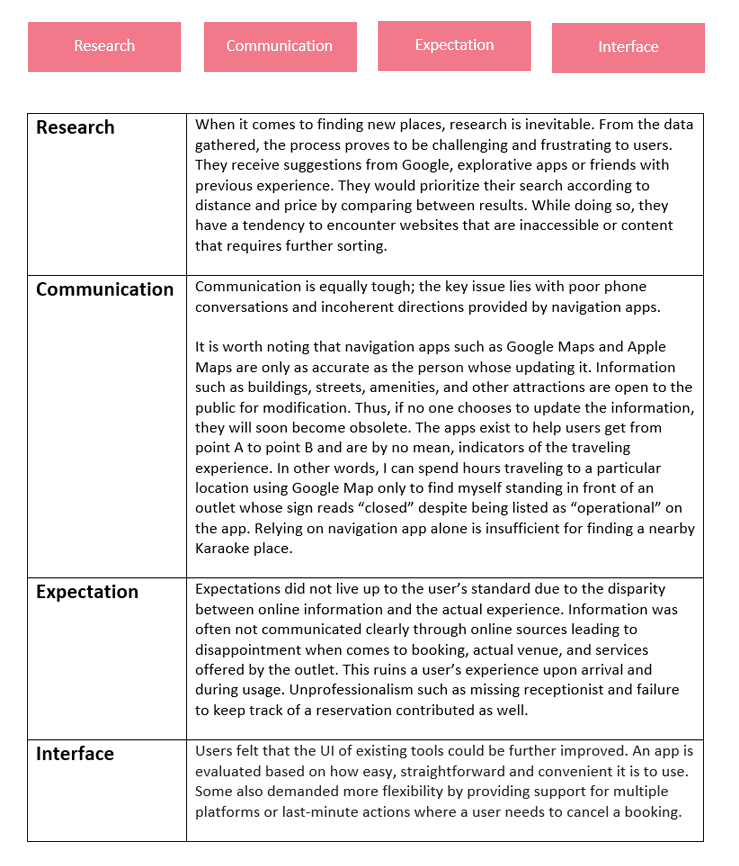 Research
Communication
Expectation
Interface
Research
When it comes to finding new places, research is inevitable. From the data
gathered, the process proves to be challenging and frustrating to users.
They receive suggestions from Google, explorative apps or friends with
previous experience. They would prioritize their search according to
distance and price by comparing between results. While doing so, they
have a tendency to encounter websites that are inaccessible or content
that requires further sorting.
Communication
Communication is equally tough; the key issue lies with poor phone
conversations and incoherent directions provided by navigation apps.
It is worth noting that navigation apps such as Google Maps and Apple
Maps are only as accurate as the person whose updating it. Information
such as buildings, streets, amenities, and other attractions are open to the
public for modification. Thus, if no one chooses to update the information,
they will soon become obsolete. The apps exist to help users get from
point A to point B and are by no mean, indicators of the traveling
experience. In other words, I can spend hours traveling to a particular
location using Google Map only to find myself standing in front of an
outlet whose sign reads “closed” despite being listed as “operational” on
the app. Relying on navigation app alone is insufficient for finding a nearby
Karaoke place.
Expectation
Expectations did not live up to the user’s standard due to the disparity
between online information and the actual experience. Information was
often not communicated clearly through online sources leading to
disappointment when comes to booking, actual venue, and services
offered by the outlet. This ruins a user’s experience upon arrival and
during usage. Unprofessionalism such as missing receptionist and failure
to keep track of a reservation contributed as well.
Interface
Users felt that the UI of existing tools could be further improved. An app is
evaluated based on how easy, straightforward and convenient it is to use.
Some also demanded more flexibility by providing support for multiple
platforms or last-minute actions where a user needs to cancel a booking.